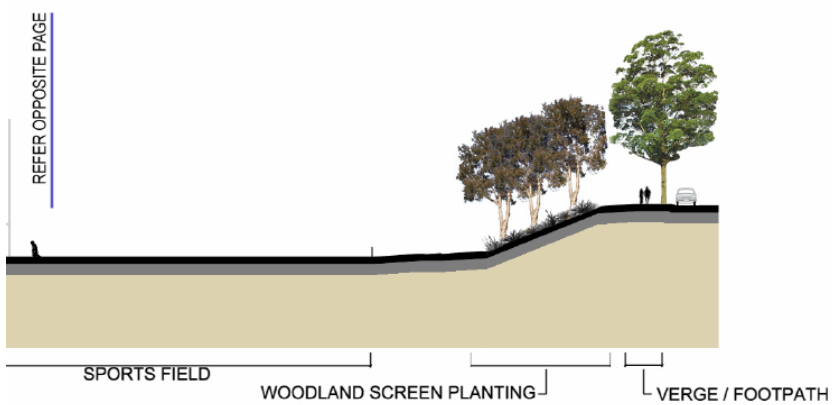 REFER OPPOSITE PAGE
SPORTS FIELD
WOODLAND SCREEN PLANTING
VERGE / FOOTPATH